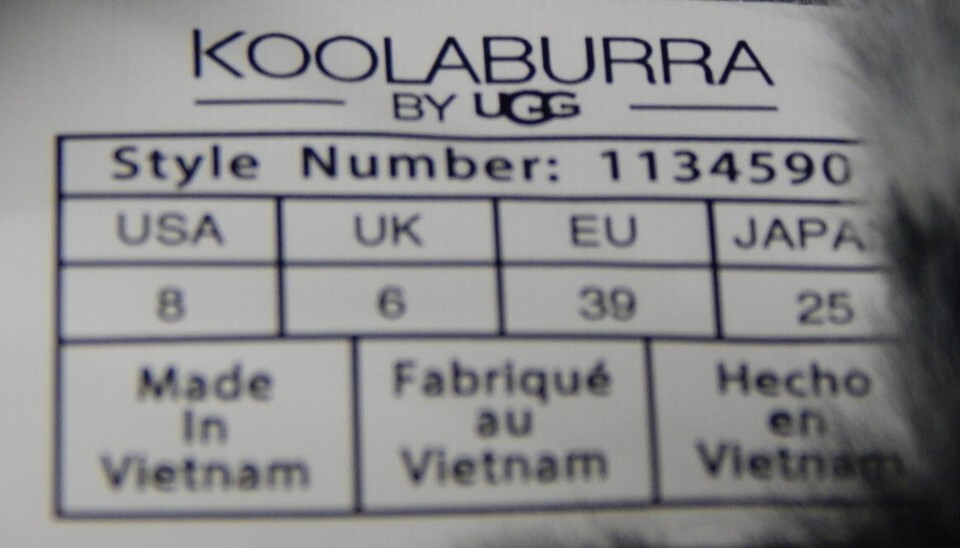 KOOLABURRA
BY UGG
Style Number: 1134590
USA UK EU JAPA
8 6 39 25
Made Fabriqué Hecho
In au en
Vietnam Vietnam Vietnam